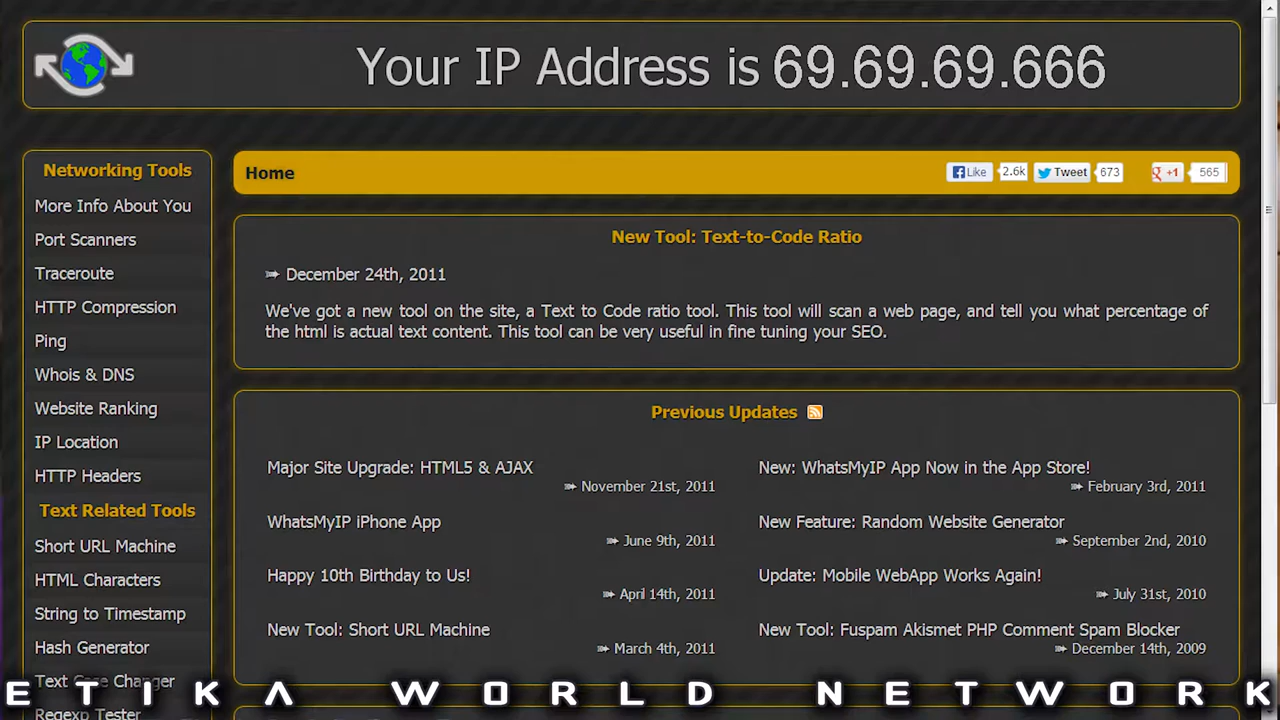 Your IP Address is 69.69.69.666
Networking Tools
More Info About You
Port Scanners
Traceroute
HTTP Compression
Ping
Whois & DNS
Website Ranking
IP Location
HTTP Headers
Text Related Tools
Short URL Machine
HTML Characters
String to Timestamp
Hash Generator
Text Case Changer
Regexp Tester
Home
Like 2.6k Tweet 673 +1 565
New Tool: Text-to-Code Ratio
December 24th, 2011
We've got a new tool on the site, a Text to Code ratio tool. This tool will scan a web page, and tell you what percentage of
the html is actual text content. This tool can be very useful in fine tuning your SEO.
Previous Updates
Major Site Upgrade: HTML5 & AJAX
November 21st, 2011
WhatsMyIP iPhone App
June 9th, 2011
Happy 10th Birthday to Us!
April 14th, 2011
New Tool: Short URL Machine
March 4th, 2011
New: WhatsMyIP App Now in the App Store!
February 3rd, 2011
New Feature: Random Website Generator
September 2nd, 2010
Update: Mobile WebApp Works Again!
July 31st, 2010
New Tool: Fuspam Akismet PHP Comment Spam Blocker
December 14th, 2009
ETIKA WORLD NETWORK